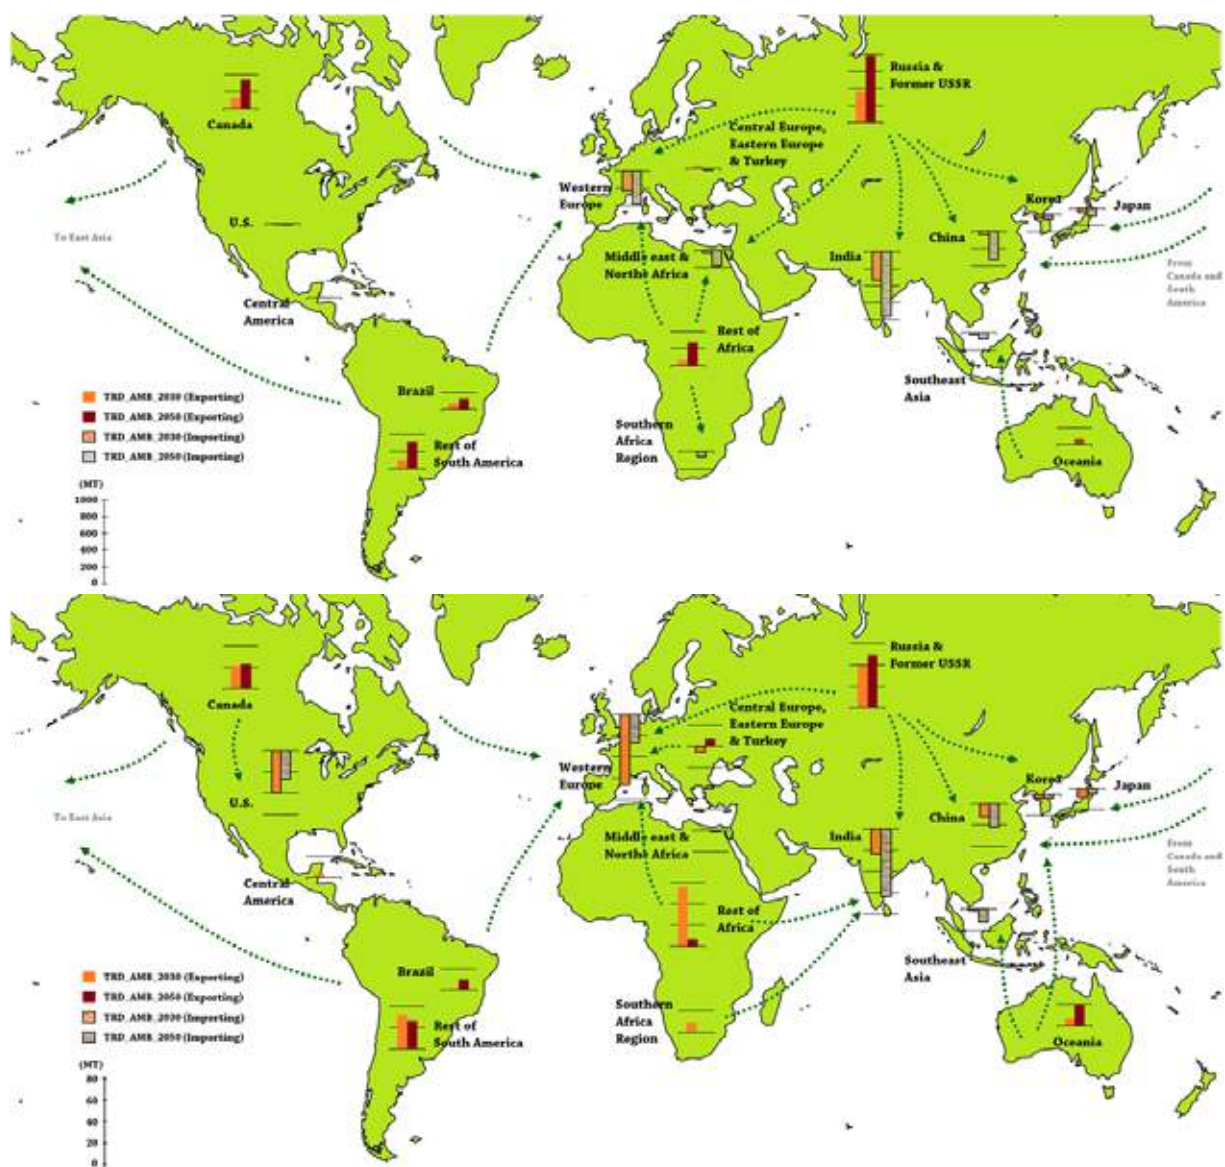 Russia &
Former USSR
Canada
Central Europe,
Eastern Europe
& Turkey
Western
Europe
Korea
Japan
U.S.
China
To East Asia
Middle east &
Northe Africa
India
From
Canada and
South
America
Central
America
Rest of
Africa
Southeast
Asia
Brazil
TRD_AMB_2030 (Exporting)
TRD_AMB_2050 (Exporting)
TRD_AMB_2030 (Importing)
TRD_AMB_2050 (Importing)
Southern
Africa
Region
Rest of
South America
Oceania
(MT)
1000
800
600
400
200
0
Russia &
Former USSR
Canada
Central Europe,
Eastern Europe
& Turkey
Western
Europe
Korea
Japan
U.S.
China
To East Asia
Middle east &
Northe Africa
India
From
Canada and
South
America
Central
America
Rest of
Africa
Southeast
Asia
Brazil
TRD_AMB_2030 (Exporting)
TRD_AMB_2050 (Exporting)
TRD_AMB_2030 (Importing)
TRD_AMB_2050 (Importing)
Southern
Africa
Region
Rest of
South America
Oceania
(MT)
80
60
40
20
0